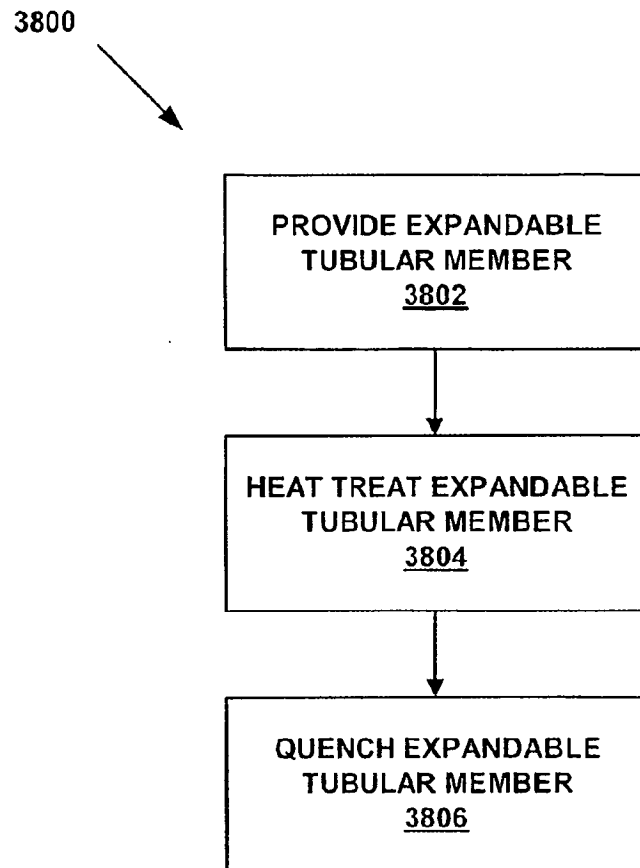 3800
PROVIDE EXPANDABLE
TUBULAR MEMBER
3802
HEAT TREAT EXPANDABLE
TUBULAR MEMBER
3804
QUENCH EXPANDABLE
TUBULAR MEMBER
3806